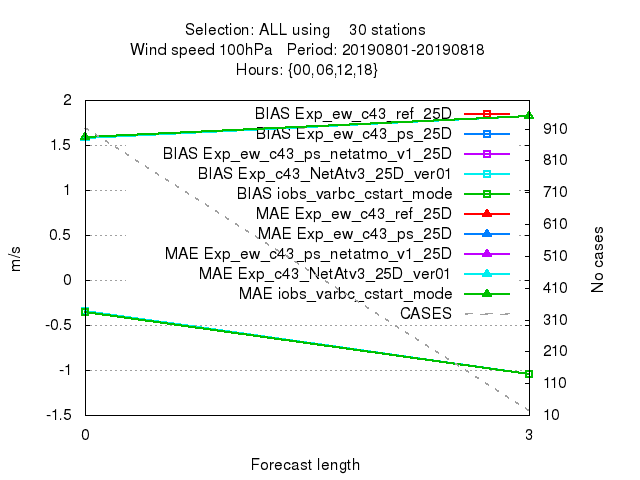 Selection: ALL using 30 stations
Wind speed 100hPa Period: 20190801-20190818
Hours: {00,06,12,18}
2
1.5
1
0.5
0
-0.5
-1
-1.5
m/s
BIAS Exp_ew_c43_ref_25D
BIAS Exp_ew_c43_ps_25D
BIAS Exp_ew_c43_ps_netatmo_v1_25D
BIAS Exp_c43_NetAtv3_25D_ver01
BIAS iobs_varbc_cstart_mode
MAE Exp_ew_c43_ref_25D
MAE Exp_ew_c43_ps_25D
MAE Exp_ew_c43_ps_netatmo_v1_25D
MAE Exp_c43_NetAtv3_25D_ver01
MAE iobs_varbc_cstart_mode
CASES
910
810
710
610
510
410
310
210
110
10
No cases
0 3
Forecast length